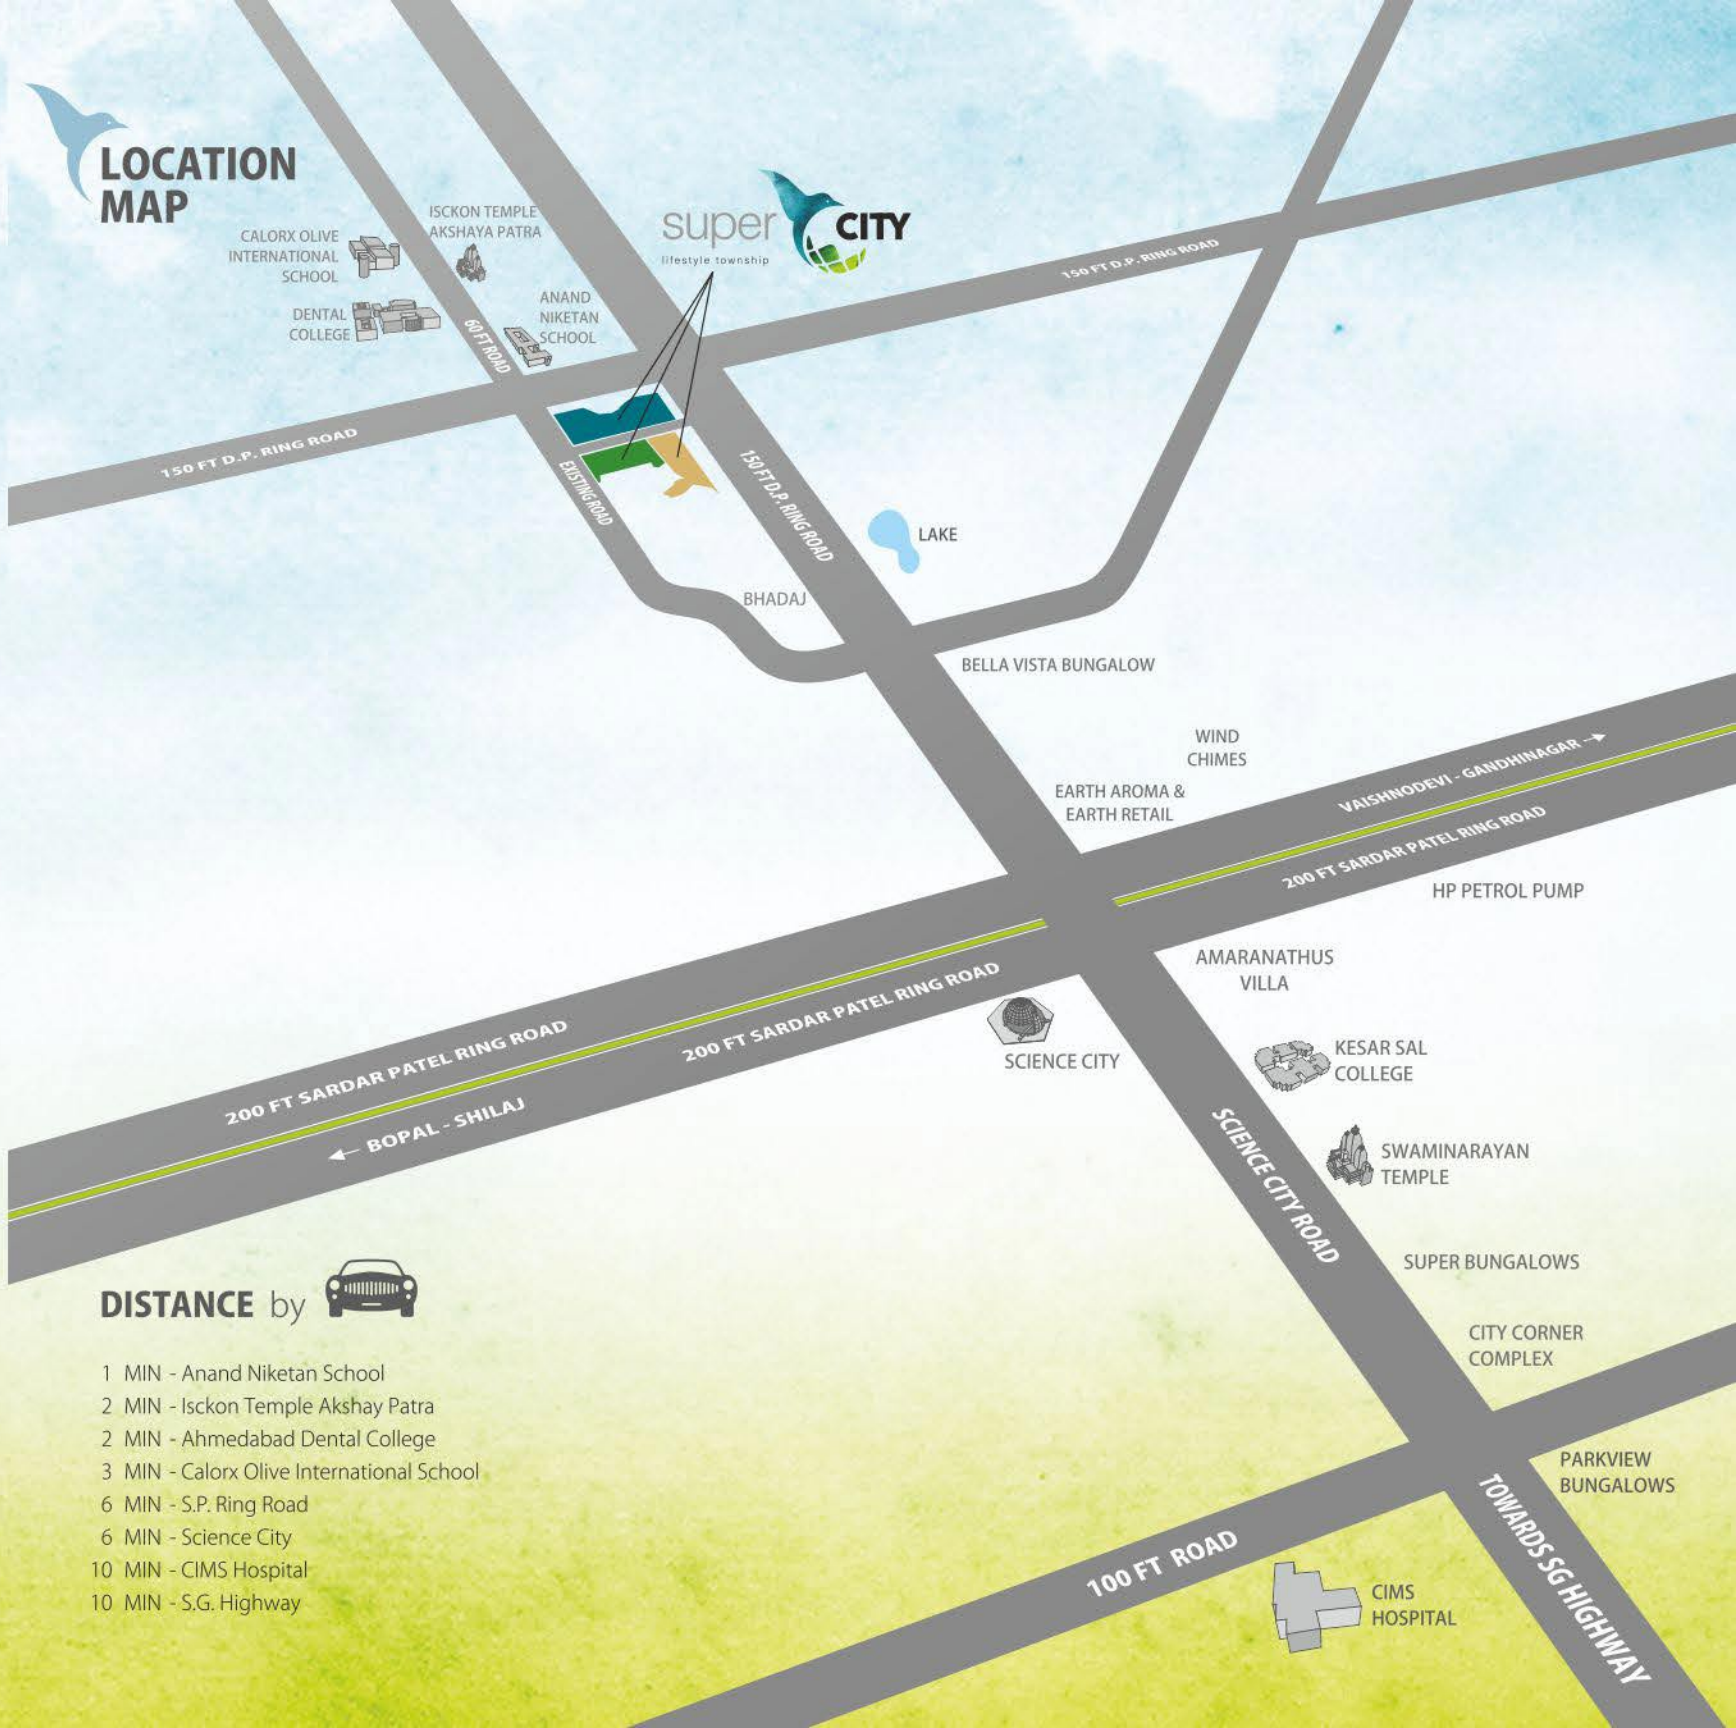 LOCATION
MAP
CALORX OLIVE
INTERNATIONAL
SCHOOL
ISCKON TEMPLE
AKSHAYA PATRA
super CITY
lifestyle township
DENTAL
COLLEGE
60 FT ROAD
ANAND
NIKETAN
SCHOOL
150 FT D.P. RING ROAD
150 FT D.P. RING ROAD
EXISTING ROAD
150 FT D.P. RING ROAD
LAKE
BHADAJ
BELLA VISTA BUNGALOW
WIND
CHIMES
EARTH AROMA &
EARTH RETAIL
VAISHNODEVI - GANDHINAGAR
200 FT SARDAR PATEL RING ROAD
HP PETROL PUMP
AMARANATHUS
VILLA
200 FT SARDAR PATEL RING ROAD
200 FT SARDAR PATEL RING ROAD
BOPAL - SHILAJ
SCIENCE CITY
KESAR SAL
COLLEGE
SCIENCE CITY ROAD
SWAMINARAYAN
TEMPLE
SUPER BUNGALOWS
CITY CORNER
COMPLEX
PARKVIEW
BUNGALOWS
TOWARDS SG HIGHWAY
100 FT ROAD
CIMS
HOSPITAL
DISTANCE by
1 MIN - Anand Niketan School
2 MIN - Isckon Temple Akshay Patra
2 MIN - Ahmedabad Dental College
3 MIN - Calorx Olive International School
6 MIN - S.P. Ring Road
6 MIN - Science City
10 MIN - CIMS Hospital
10 MIN - S.G. Highway